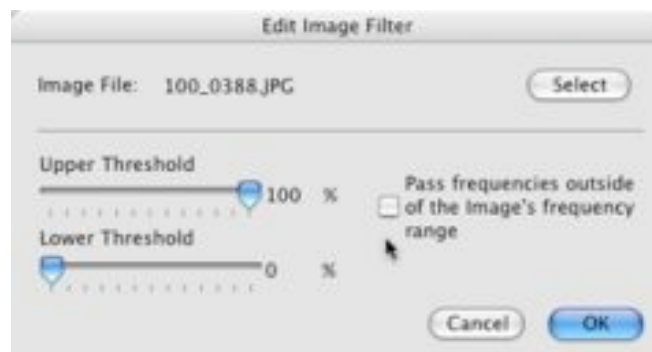 Edit Image Filter
Image File: 100_0388.JPG Select
Upper Threshold
100 %
Pass frequencies outside
of the Image's frequency
range
Lower Threshold
0 %
Cancel OK